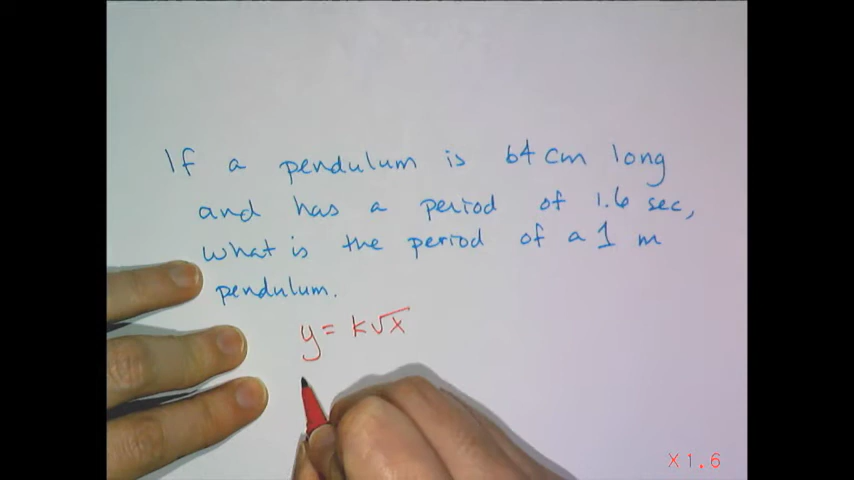 If a pendulum is 64 cm long
and has a period of 1.6 sec,
what is the period of a 1 m
pendulum.
y = k√x
X1.6